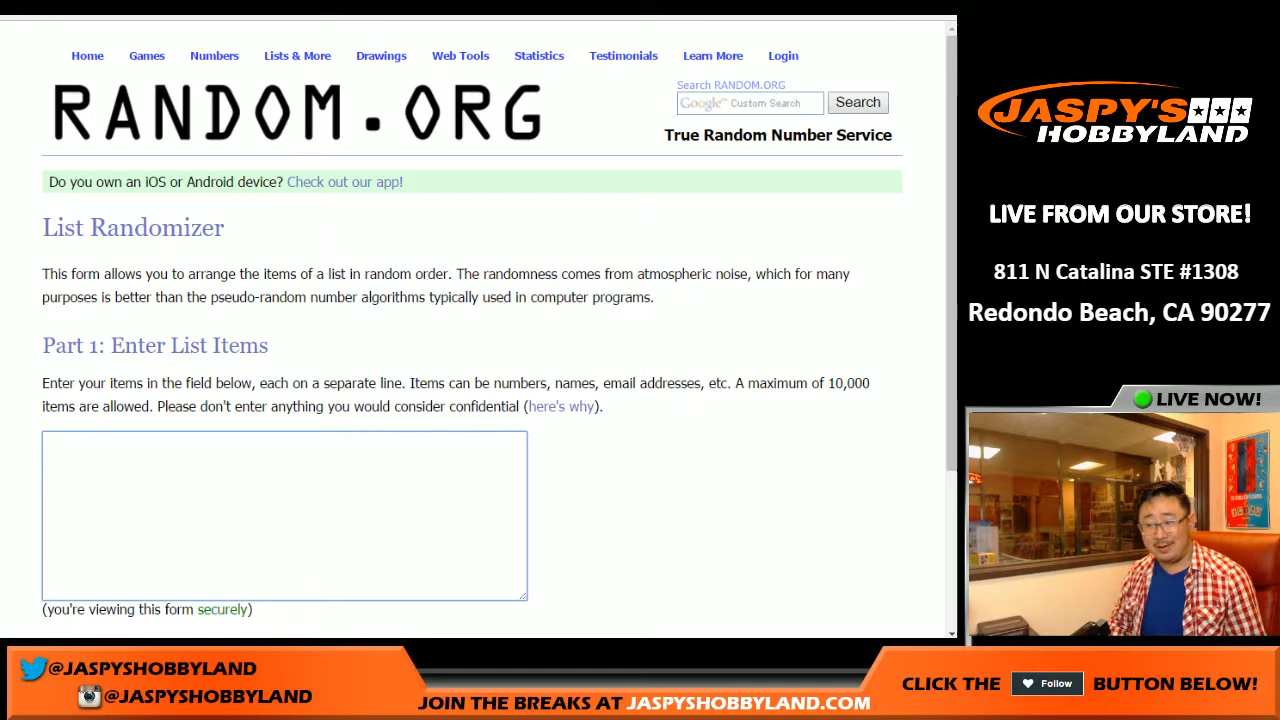 Home Games Numbers Lists & More Drawings Web Tools Statistics Testimonials Learn More Login
RANDOM.ORG
Search RANDOM.ORG
Google™ Custom Search Search
True Random Number Service
Do you own an iOS or Android device? Check out our app!
List Randomizer
This form allows you to arrange the items of a list in random order. The randomness comes from atmospheric noise, which for many
purposes is better than the pseudo-random number algorithms typically used in computer programs.
Part 1: Enter List Items
Enter your items in the field below, each on a separate line. Items can be numbers, names, email addresses, etc. A maximum of 10,000
items are allowed. Please don't enter anything you would consider confidential (here's why).
(you're viewing this form securely)
JASPY'S
HOBBYLAND
LIVE FROM OUR STORE!
811 N Catalina STE #1308
Redondo Beach, CA 90277
LIVE NOW!
@JASPYSHOBBYLAND
@JASPYSHOBBYLAND
JOIN THE BREAKS AT JASPYSHOBBYLAND.COM
CLICK THE Follow BUTTON BELOW!